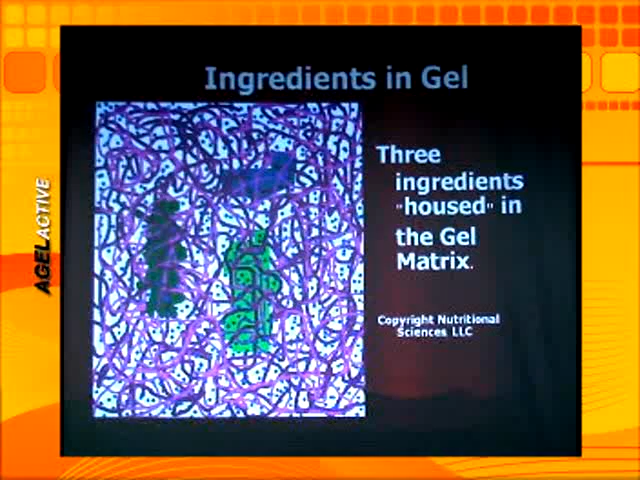 Ingredients in Gel
Three
ingredients
"housed" in
the Gel
Matrix.
Copyright Nutritional
Sciences LLC
AGELACTIVE